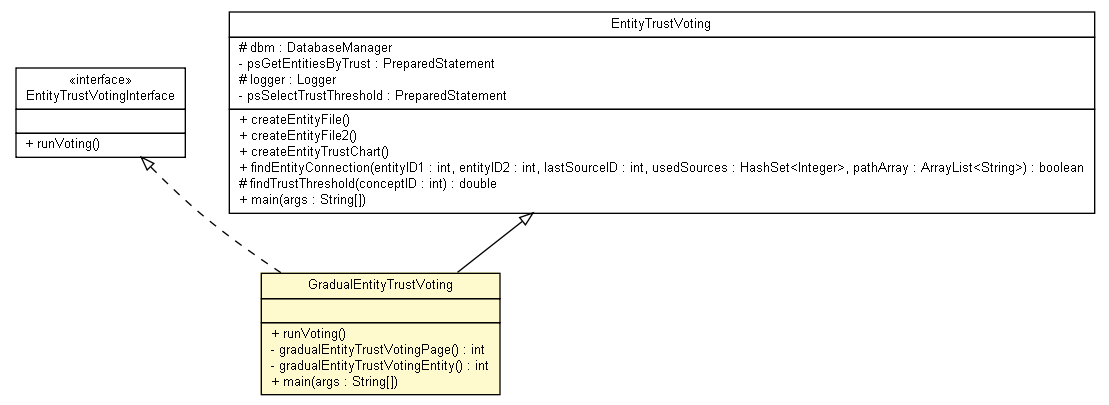 EntityTrustVoting
# dbm : DatabaseManager
- psGetEntitiesByTrust : PreparedStatement
# logger : Logger
- psSelectTrustThreshold : PreparedStatement
+ createEntityFile()
+ createEntityFile2()
+ createEntityTrustChart()
+ findEntityConnection(entityID1 : int, entityID2 : int, lastSourceID : int, usedSources : HashSet<Integer>, pathArray : ArrayList<String>) : boolean
# findTrustThreshold(conceptID : int) : double
+ main(args : String[])
«interface»
EntityTrustVotingInterface
+ runVoting()
GradualEntityTrustVoting
+ runVoting()
- gradualEntityTrustVotingPage() : int
- gradualEntityTrustVotingEntity() : int
+ main(args : String[])